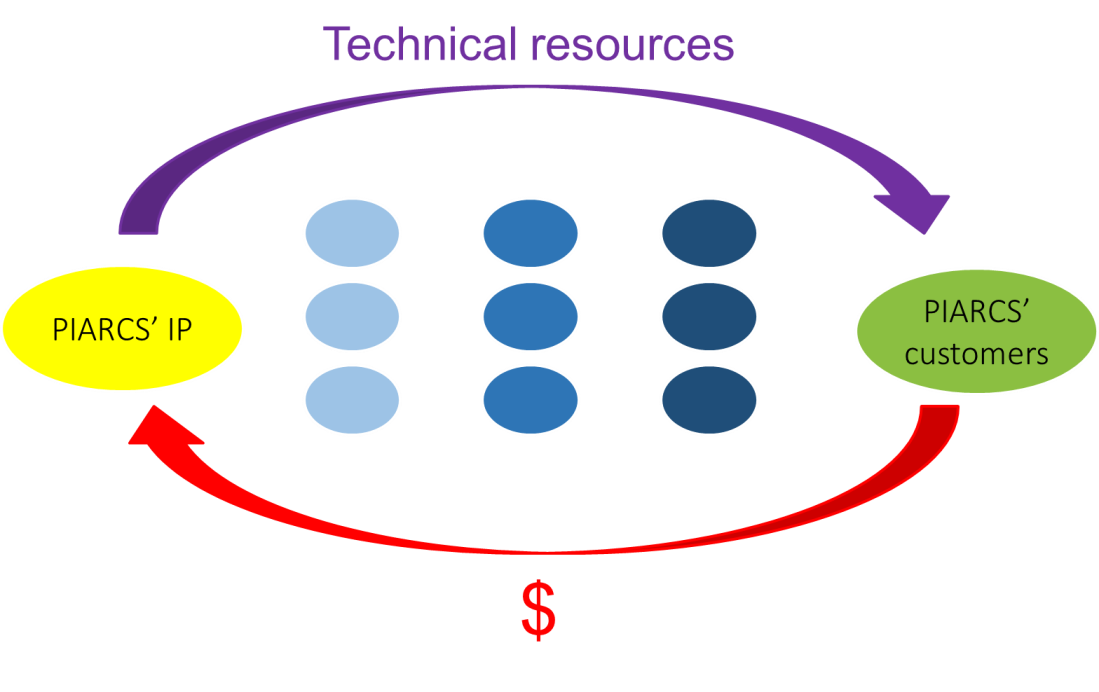 Technical resources
PIARCS’ IP
PIARCS’
customers
$